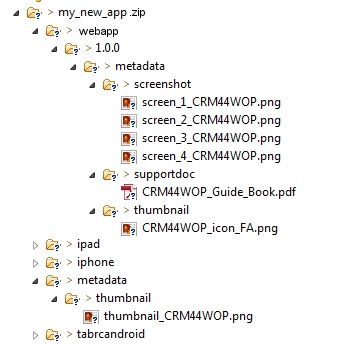 > my_new_app.zip
> webapp
> 1.0.0
> metadata
> screenshot
screen_1_CRM44WOP.png
screen_2_CRM44WOP.png
screen_3_CRM44WOP.png
screen_4_CRM44WOP.png
> supportdoc
CRM44WOP_Guide_Book.pdf
> thumbnail
CRM44WOP_icon_FA.png
> ipad
> iphone
> metadata
> thumbnail
thumbnail_CRM44WOP.png
> tabrcandroid